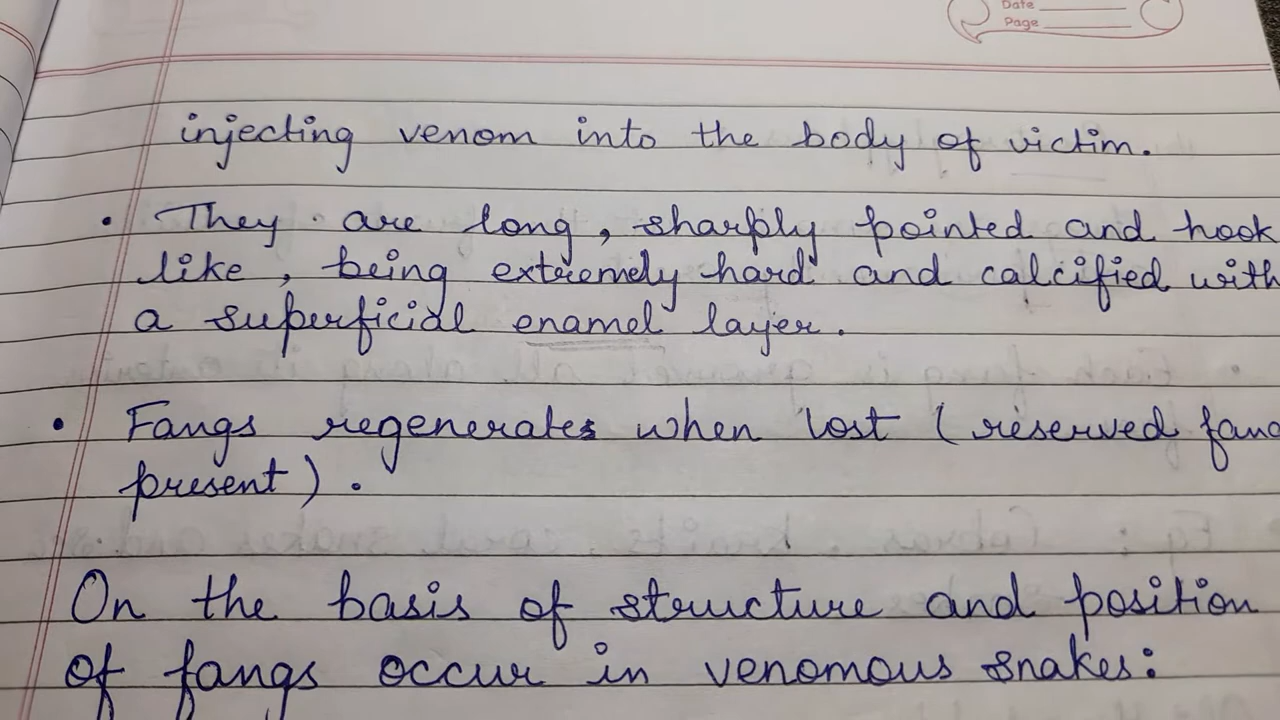 Date
Page
injecting venom into the body of victim.
• They are long, sharply pointed and hook
like, being extremely hard and calcified with
a superficial enamel layer.
• Fangs regenerates when lost (reserved fang
present).
On the basis of structure and position
of fangs occur in venomous snakes: